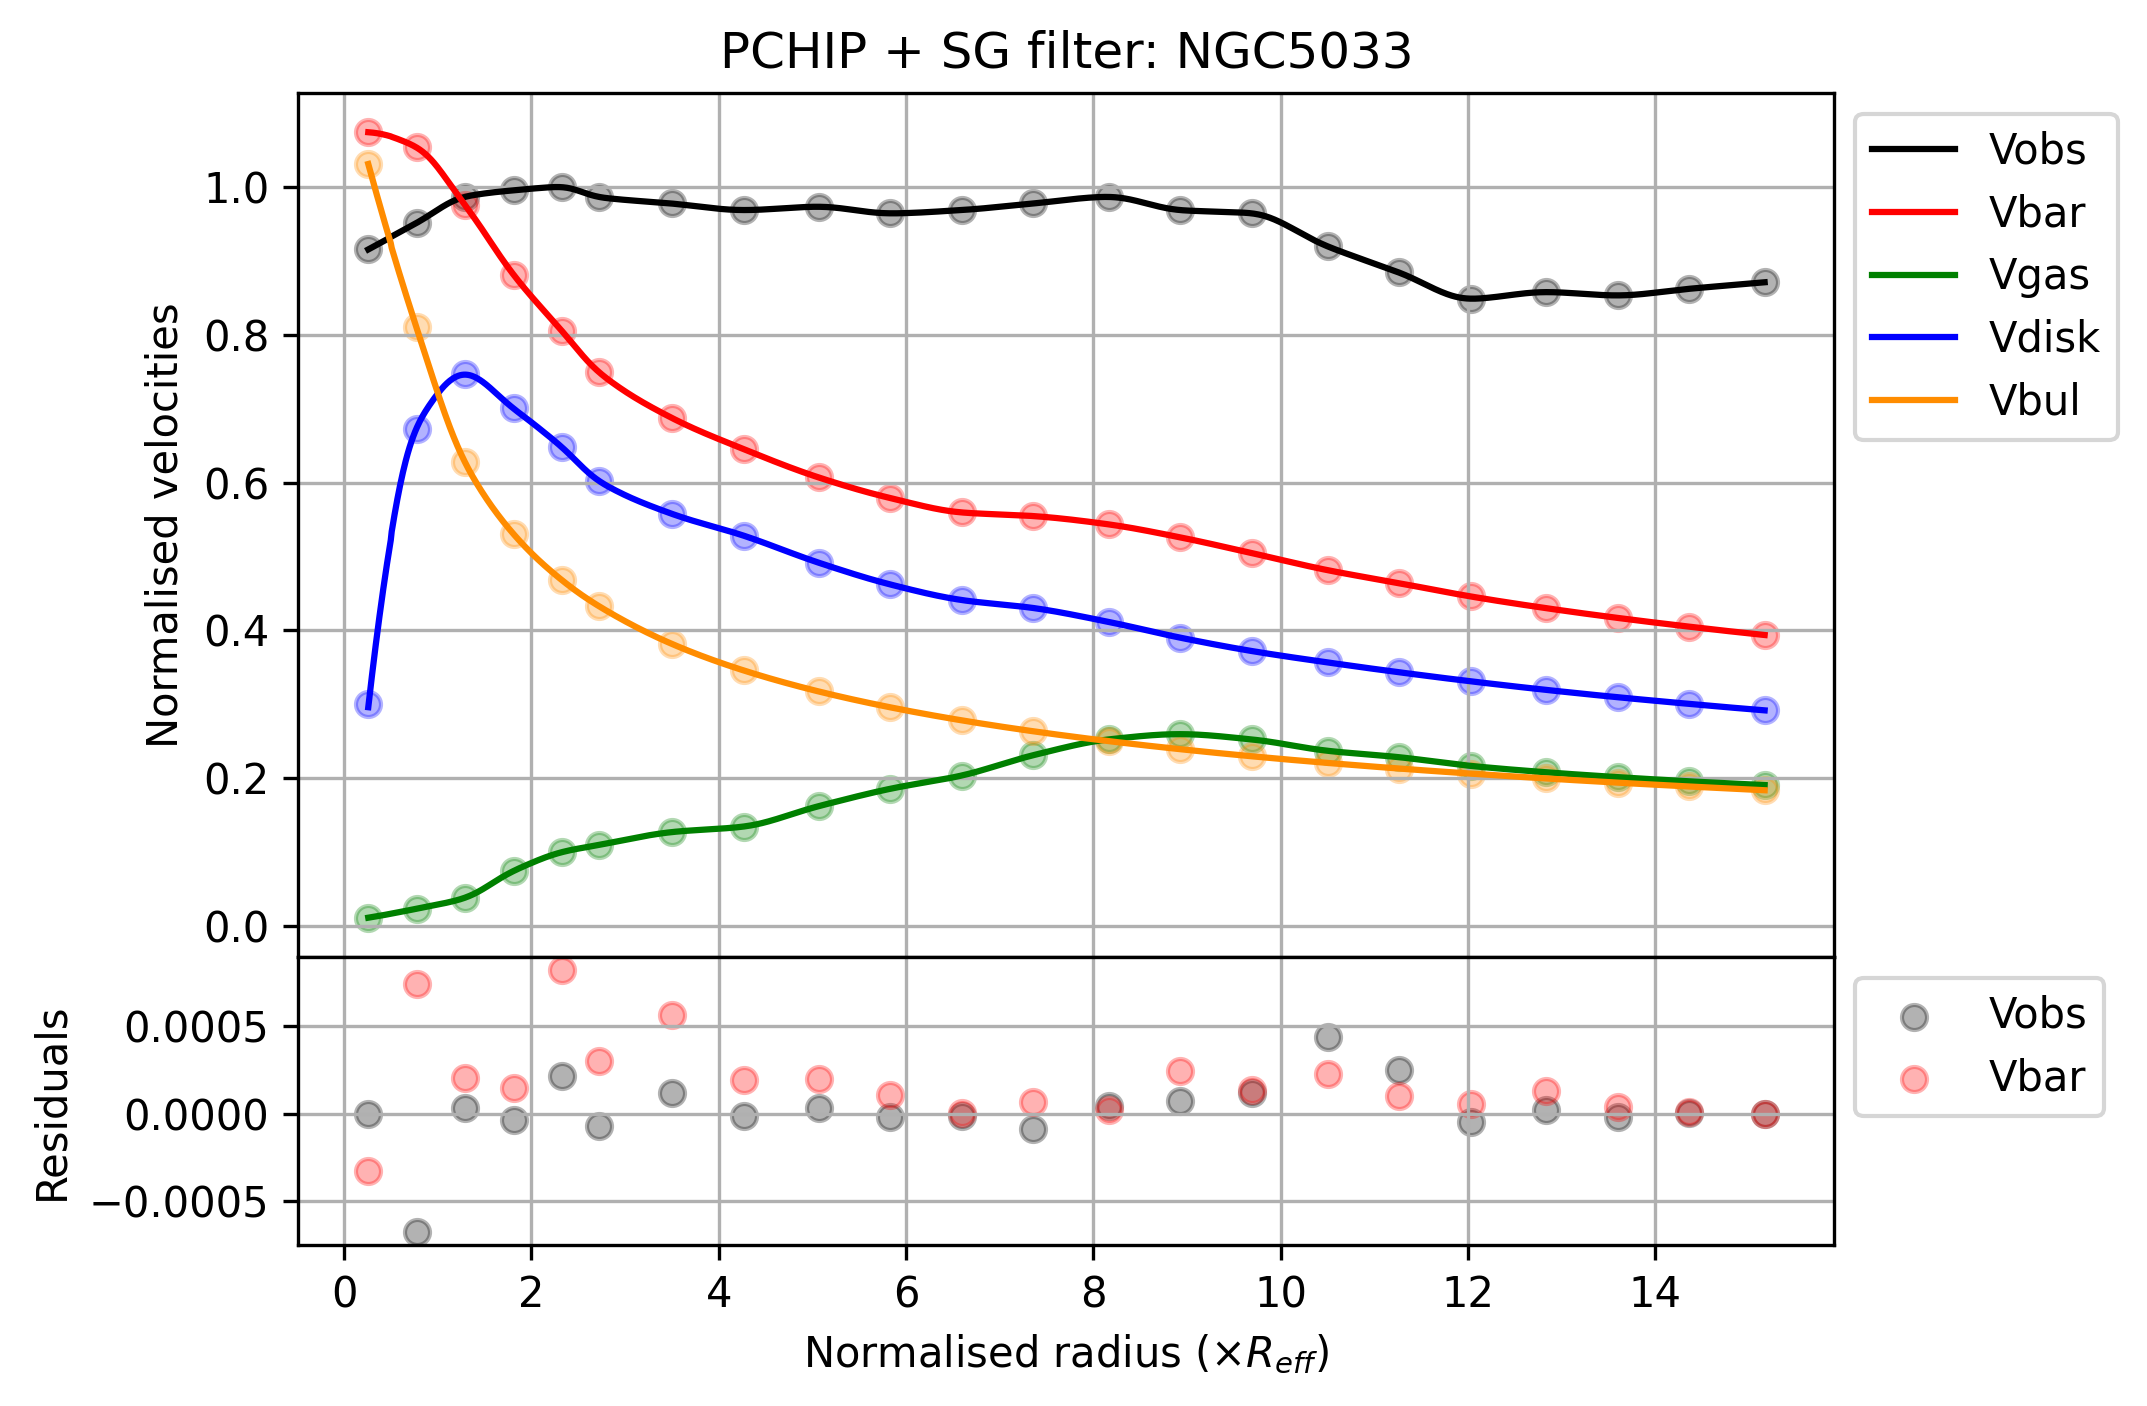 PCHIP + SG filter: NGC5033
Normalised velocities
1.0
0.8
0.6
0.4
0.2
0.0
Vobs
Vbar
Vgas
Vdisk
Vbul
Residuals
0.0005
0.0000
−0.0005
Vobs
Vbar
0 2 4 6 8 10 12 14
Normalised radius (×R_eff)